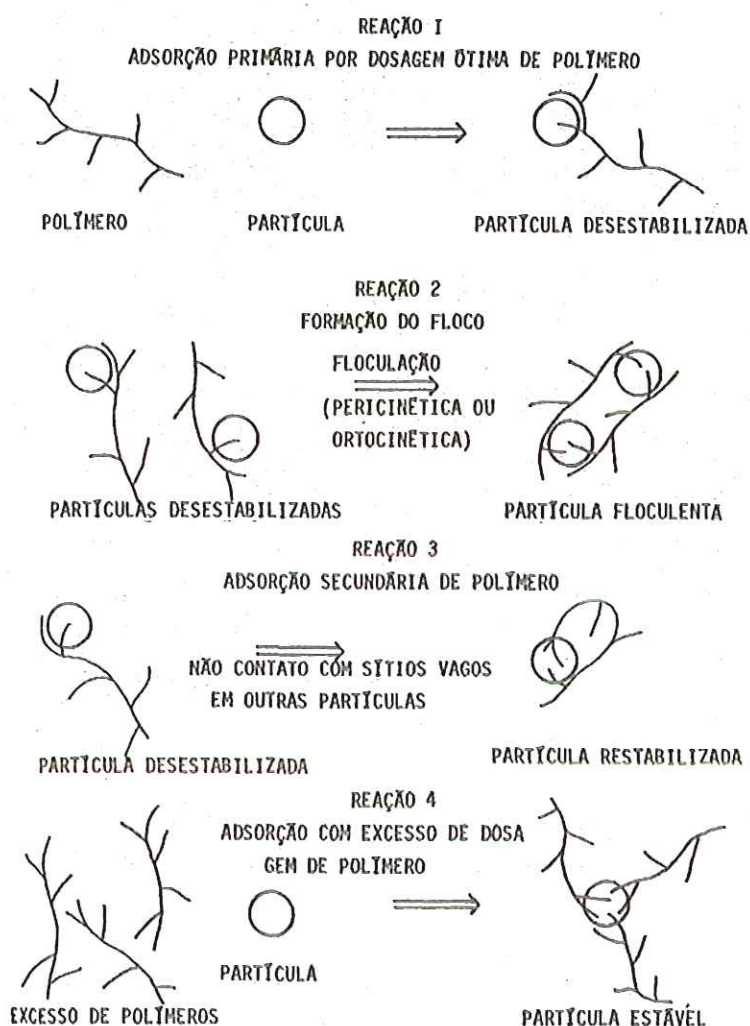 REAÇÃO I
ADSORÇÃO PRIMÁRIA POR DOSAGEM ÓTIMA DE POLÍMERO
POLÍMERO
PARTÍCULA
PARTÍCULA DESESTABILIZADA
REAÇÃO 2
FORMAÇÃO DO FLOCO
FLOCULAÇÃO
(PERICINÉTICA OU
ORTOCINÉTICA)
PARTÍCULAS DESESTABILIZADAS
PARTÍCULA FLOCULENTA
REAÇÃO 3
ADSORÇÃO SECUNDÁRIA DE POLÍMERO
NÃO CONTATO COM SÍTIOS VAGOS
EM OUTRAS PARTÍCULAS
PARTÍCULA DESESTABILIZADA
PARTÍCULA RESTABILIZADA
REAÇÃO 4
ADSORÇÃO COM EXCESSO DE DOSA
GEM DE POLÍMERO
PARTÍCULA
EXCESSO DE POLÍMEROS
PARTÍCULA ESTÁVEL